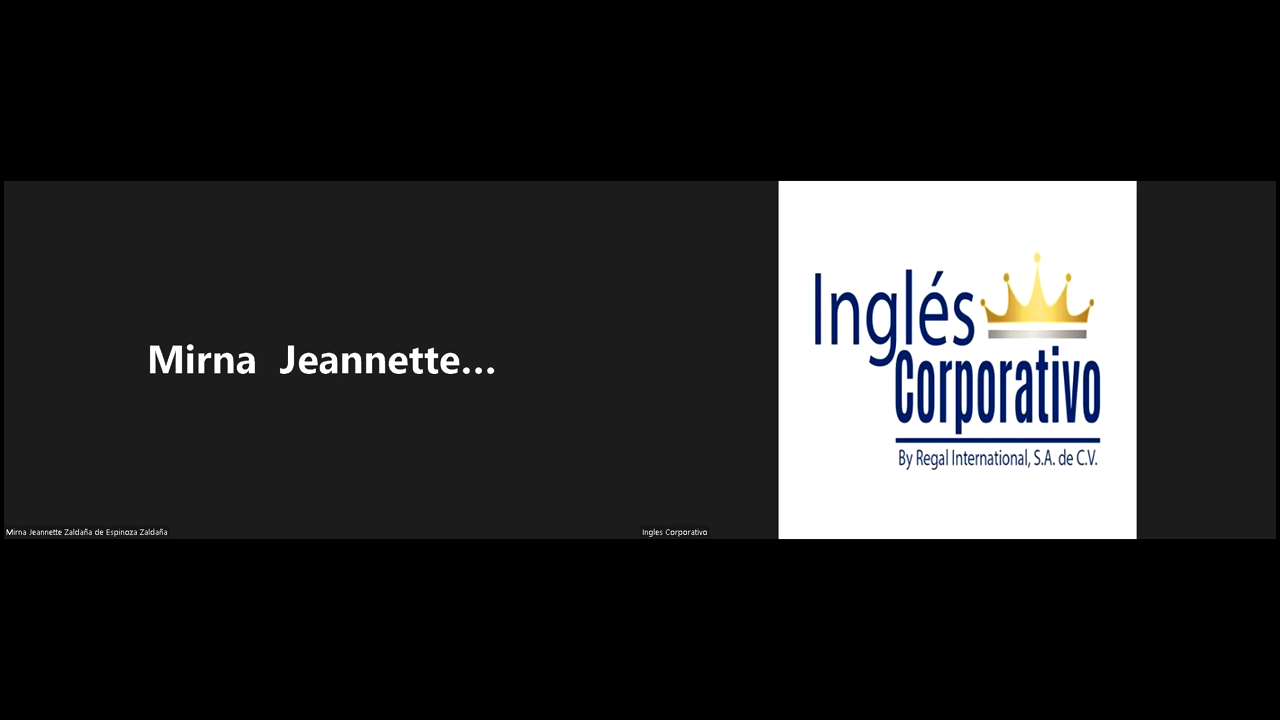 Mirna Jeannette...
Mirna Jeannette Zaldaña de Espinoza Zaldaña
Inglés
Corporativo
By Regal International, S.A. de C.V.
Ingles Corporativo